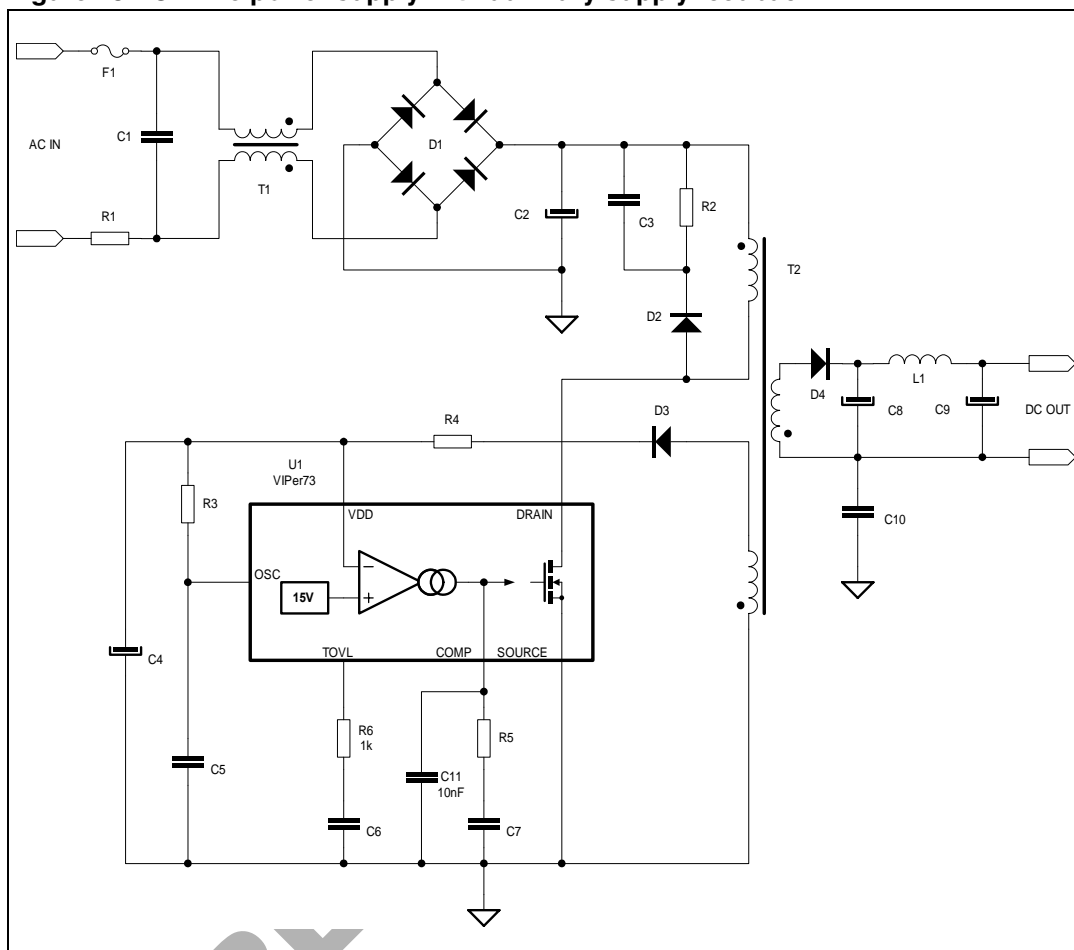 F1
AC IN
C1
T1
R1
D1
C2
C3
R2
T2
D2
D4
L1
C8
C9
DC OUT
C10
R4
D3
U1
VIPer73
R3
VDD
DRAIN
OSC
15V
TOVL
COMP
SOURCE
C4
C5
R6
1k
R5
C11
10nF
C6
C7